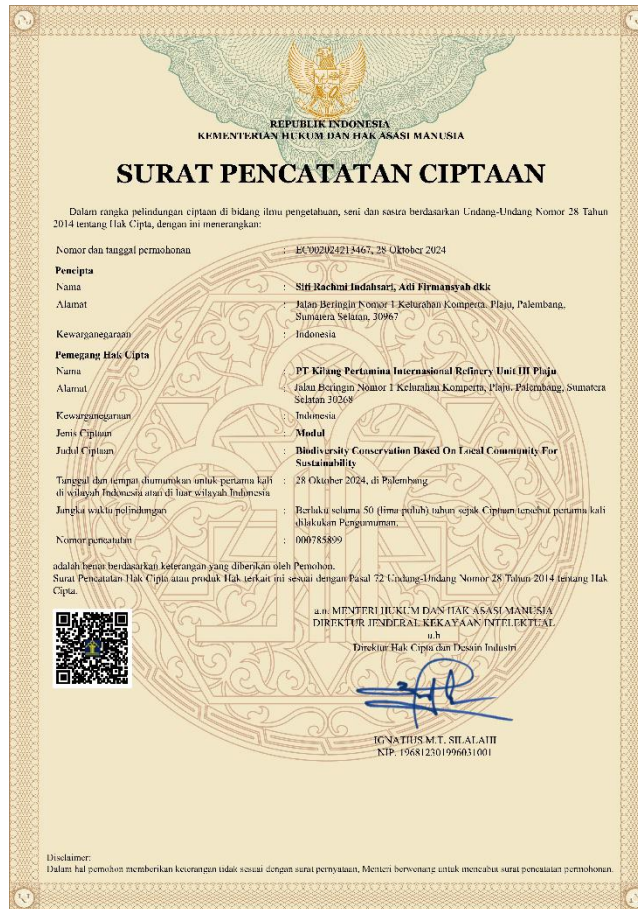 REPUBLIK INDONESIA
KEMENTERIAN HUKUM DAN HAK ASASI MANUSIA
SURAT PENCATATAN CIPTAAN
Dalam rangka pelindungan ciptaan di bidang ilmu pengetahuan, seni dan sastra berdasarkan Undang-Undang Nomor 28 Tahun
2014 tentang Hak Cipta, dengan ini menerangkan:
Nomor dan tanggal permohonan : EC002024213467, 28 Oktober 2024
Pencipta
Nama : Siti Rachmi Indahsari, Adi Firmansyah dkk
Alamat : Jalan Beringin Nomor 1 Kelurahan Komperta, Plaju, Palembang,
Sumatera Selatan, 30967
Kewarganegaraan : Indonesia
Pemegang Hak Cipta
Nama : PT Kilang Pertamina Internasional Refinery Unit III Plaju
Alamat : Jalan Beringin Nomor 1 Kelurahan Komperta, Plaju, Palembang, Sumatera
Selatan 30268
Kewarganegaraan : Indonesia
Jenis Ciptaan : Modul
Judul Ciptaan : Biodiversity Conservation Based On Local Community For
Sustainability
Tanggal dan tempat diumumkan untuk pertama kali : 28 Oktober 2024, di Palembang
di wilayah Indonesia atau di luar wilayah Indonesia
Jangka waktu pelindungan : Berlaku selama 50 (lima puluh) tahun sejak Ciptaan tersebut pertama kali
dilakukan Pengumuman.
Nomor pencatatan : 000785899
adalah benar berdasarkan keterangan yang diberikan oleh Pemohon.
Surat Pencatatan Hak Cipta atau produk Hak terkait ini sesuai dengan Pasal 72 Undang-Undang Nomor 28 Tahun 2014 tentang Hak
Cipta.
a.n. MENTERI HUKUM DAN HAK ASASI MANUSIA
DIREKTUR JENDERAL KEKAYAAN INTELEKTUAL
u.b
Direktur Hak Cipta dan Desain Industri
IGNATIUS M.T. SILALAHI
NIP. 196812301996031001
Disclaimer:
Dalam hal pemohon memberikan keterangan tidak sesuai dengan surat pernyataan, Menteri berwenang untuk mencabut surat pencatatan permohonan.